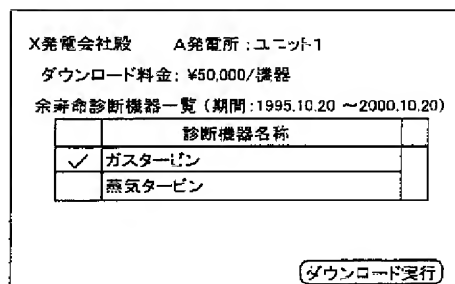 X発電会社殿 A発電所:ユニット1
ダウンロード料金: ¥50,000/機器
余寿命診断機器一覧(期間:1995.10.20 ~2000.10.20)
診断機器名称
✓ ガスタービン
蒸気タービン
ダウンロード実行